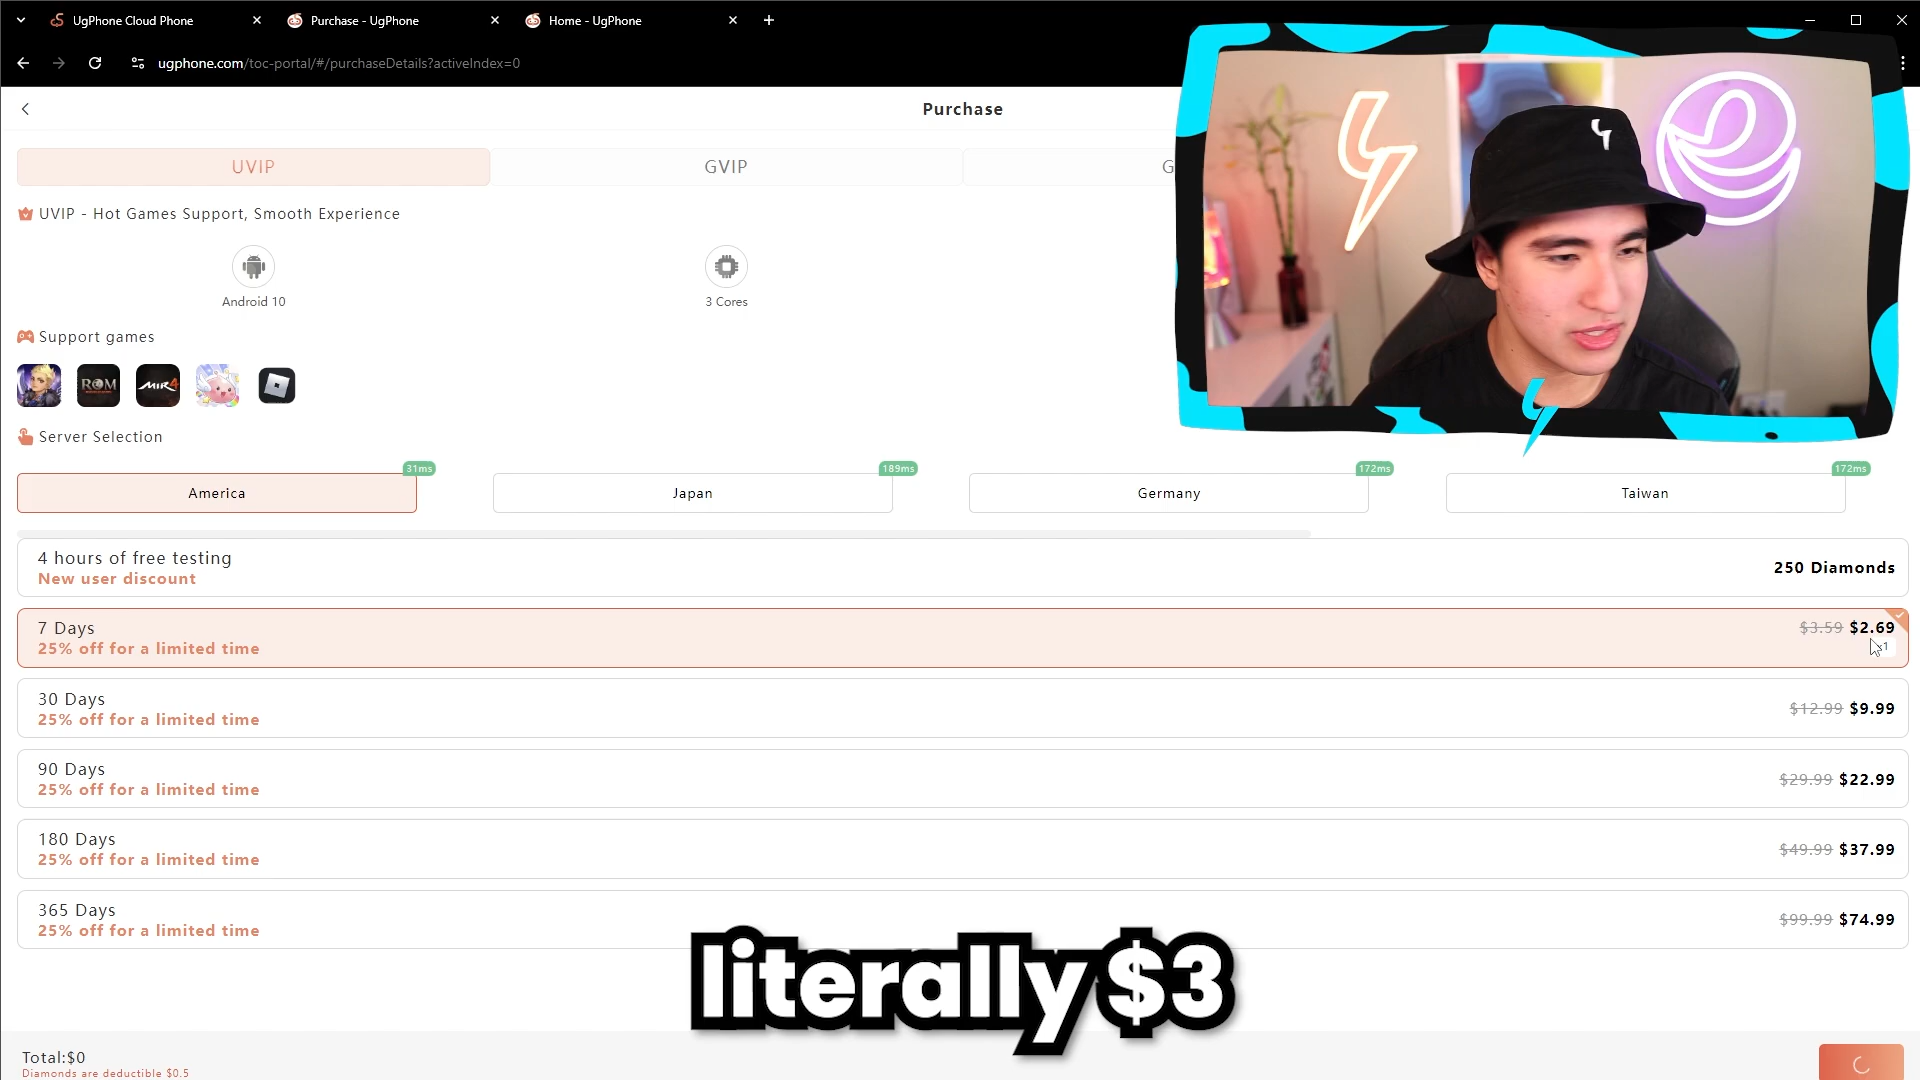 UgPhone Cloud Phone
Purchase - UgPhone
Home - UgPhone
ugphone.com/toc-portal/#/purchaseDetails?activeIndex=0
Purchase
UVIP
GVIP
G
UVIP - Hot Games Support, Smooth Experience
Android 10
3 Cores
Support games
ROM
MIR4
Server Selection
31ms
189ms
172ms
172ms
America
Japan
Germany
Taiwan
4 hours of free testing
New user discount
250 Diamonds
7 Days
25% off for a limited time
$3.59 $2.69
x1
30 Days
25% off for a limited time
$12.99 $9.99
90 Days
25% off for a limited time
$29.99 $22.99
180 Days
25% off for a limited time
$49.99 $37.99
365 Days
25% off for a limited time
$99.99 $74.99
literally $3
Total:$0
Diamonds are deductible $0.5